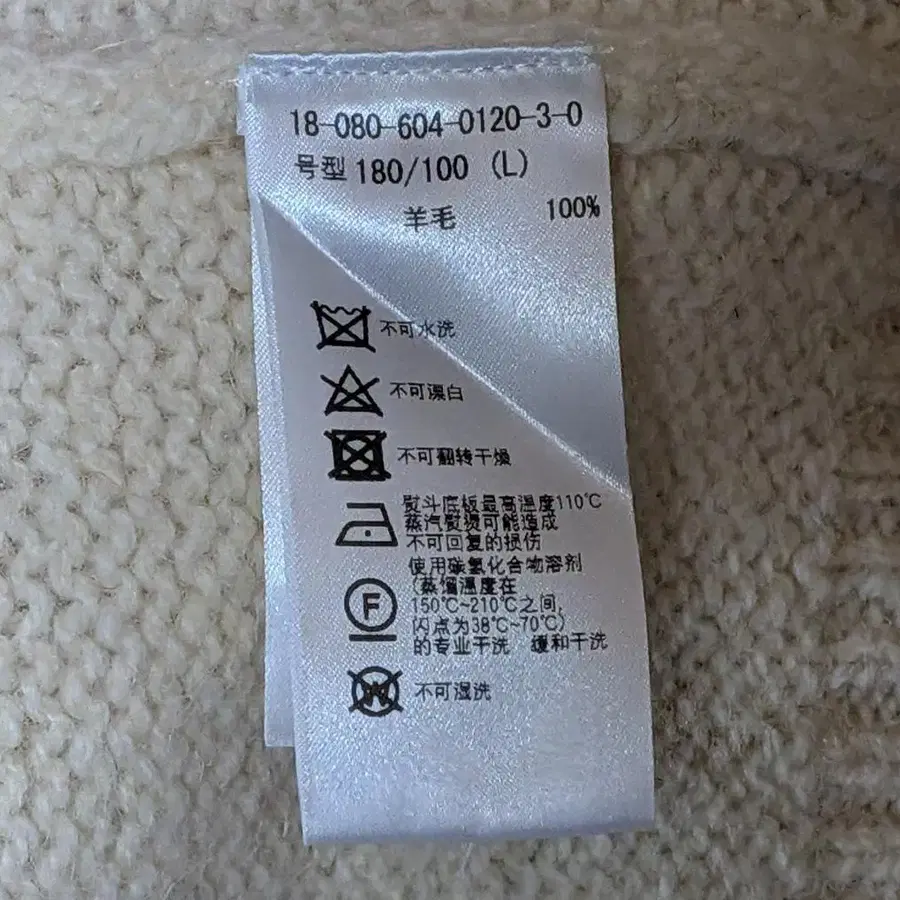 18-080-604-0120-3-0
号型 180/100 (L)
羊毛 100%
不可水洗
不可漂白
不可翻转干燥
熨斗底板最高温度110℃
蒸汽熨烫可能造成
不可回复的损伤
使用碳氢化合物溶剂
(蒸馏温度在
150℃~210℃之间,
闪点为38℃~70℃)
的专业干洗 缓和干洗
F
W
不可湿洗